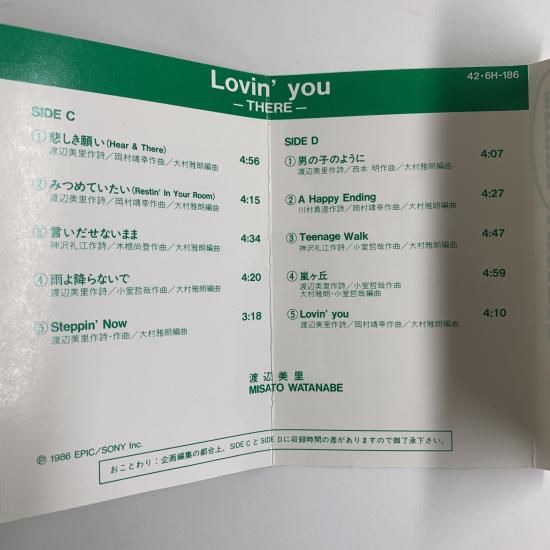 Lovin' you
— THERE —
42・6H-186
SIDE C
① 悲しき願い (Hear & There) 4:56
渡辺美里作詩／岡村靖幸作曲／大村雅朗編曲
② みつめていたい (Restin' In Your Room) 4:15
渡辺美里作詩／岡村靖幸作曲／大村雅朗編曲
③ 言いだせないまま 4:34
神沢礼江作詩／木根尚登作曲／大村雅朗編曲
④ 雨よ降らないで 4:20
渡辺美里作詩／小室哲哉作曲／大村雅朗編曲
⑤ Steppin' Now 3:18
渡辺美里作詩・作曲／大村雅朗編曲
SIDE D
① 男の子のように 4:07
渡辺美里作詩／西本 明作曲／大村雅朗編曲
② A Happy Ending 4:27
川村真澄作詩／岡村靖幸作曲／大村雅朗編曲
③ Teenage Walk 4:47
神沢礼江作詩／小室哲哉作曲／大村雅朗編曲
④ 嵐ヶ丘 4:59
渡辺美里作詩／小室哲哉作曲
大村雅朗・小室哲哉編曲
⑤ Lovin' you 4:10
渡辺美里作詩／岡村靖幸作曲／大村雅朗編曲
渡辺美里
MISATO WATANABE
Ⓟ 1986 EPIC/SONY Inc.
おことわり：企画編集の都合上、SIDE CとSIDE Dに収録時間の差がありますので御了承下さい。